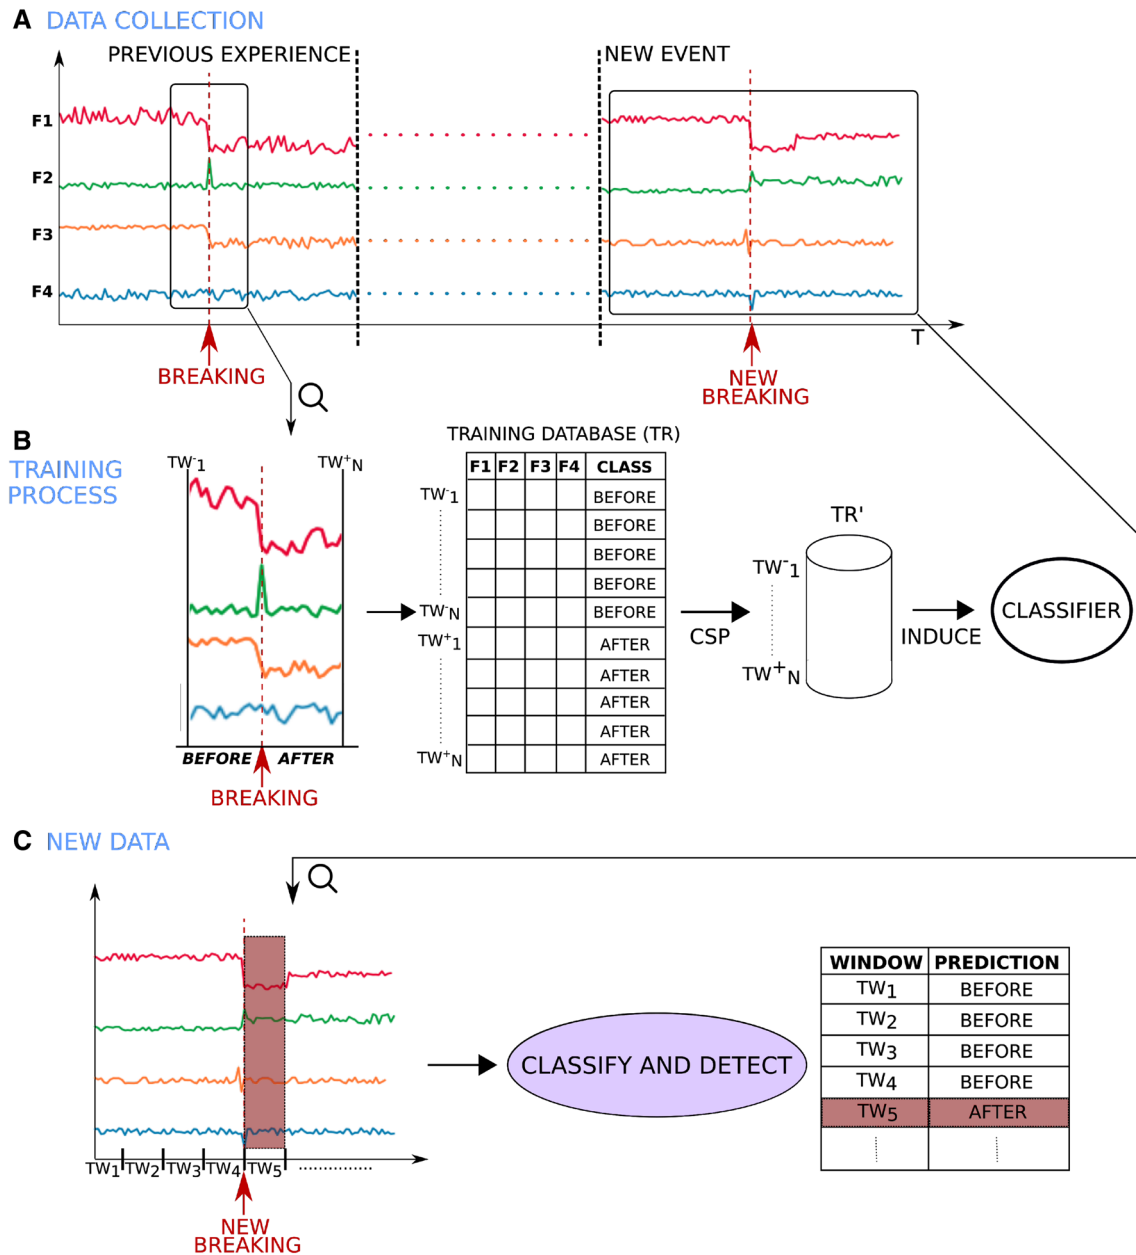 A DATA COLLECTION
PREVIOUS EXPERIENCE
NEW EVENT
F1
F2
F3
F4
T
BREAKING
NEW
BREAKING
B
TRAINING
PROCESS
TW-1
TW+N
BEFORE
AFTER
BREAKING
TRAINING DATABASE (TR)
F1 F2 F3 F4 CLASS
TW-1 BEFORE
BEFORE
BEFORE
BEFORE
TW-N BEFORE
TW+1 AFTER
AFTER
AFTER
AFTER
TW+N AFTER
CSP
TR'
TW-1
TW+N
INDUCE
CLASSIFIER
C NEW DATA
TW1 TW2 TW3 TW4 TW5
NEW
BREAKING
CLASSIFY AND DETECT
WINDOW PREDICTION
TW1 BEFORE
TW2 BEFORE
TW3 BEFORE
TW4 BEFORE
TW5 AFTER